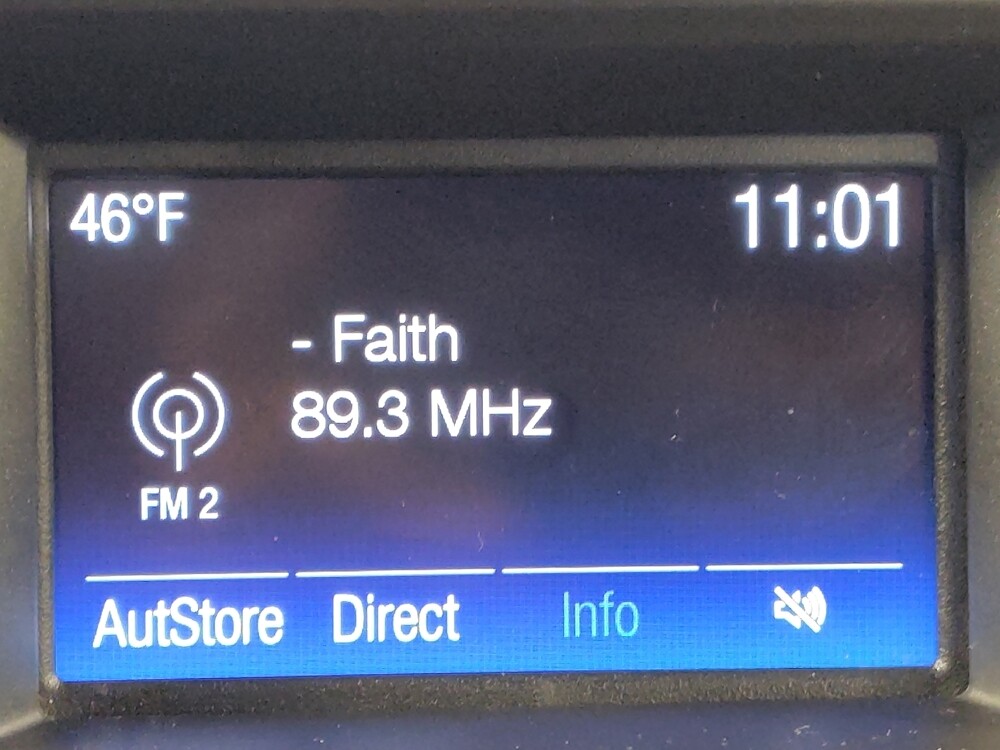 46°F 11:01
- Faith
89.3 MHz
FM 2
AutStore Direct Info